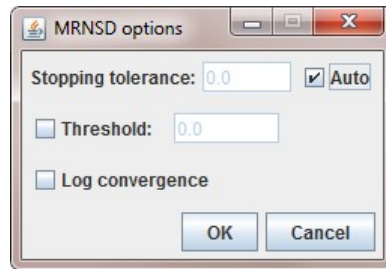 MRNSD options
Stopping tolerance: 0.0 Auto
Threshold: 0.0
Log convergence
OK Cancel